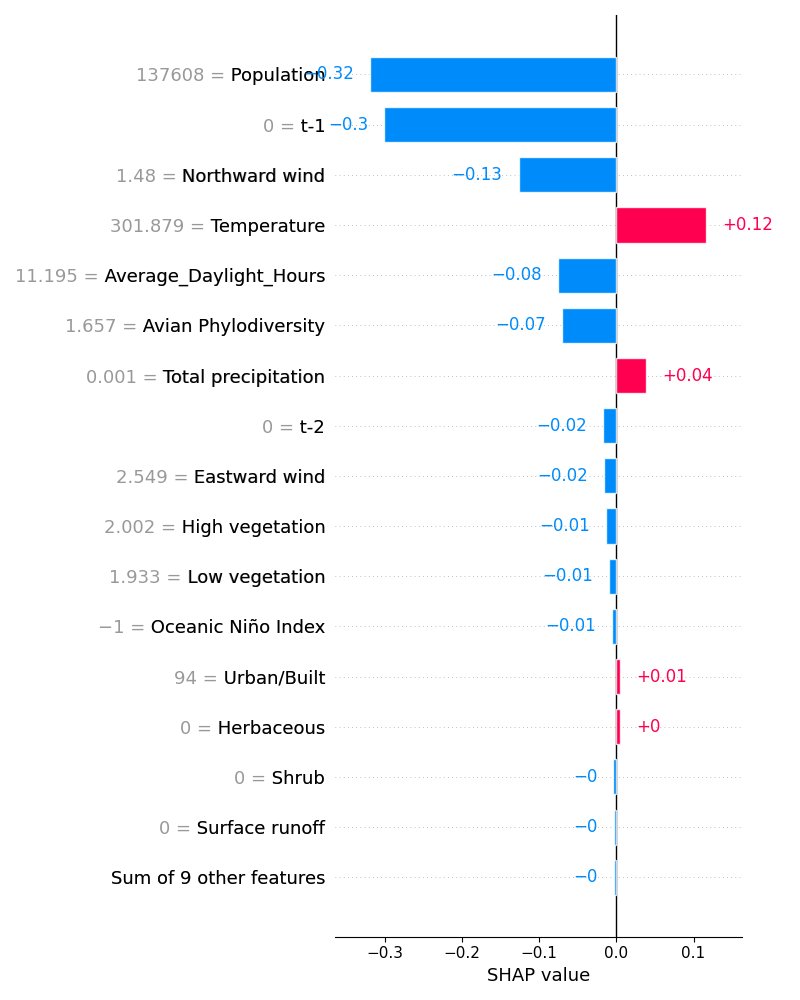 137608 = Population −0.32
0 = t-1 −0.3
1.48 = Northward wind −0.13
301.879 = Temperature +0.12
11.195 = Average_Daylight_Hours −0.08
1.657 = Avian Phylodiversity −0.07
0.001 = Total precipitation +0.04
0 = t-2 −0.02
2.549 = Eastward wind −0.02
2.002 = High vegetation −0.01
1.933 = Low vegetation −0.01
−1 = Oceanic Niño Index −0.01
94 = Urban/Built +0.01
0 = Herbaceous +0
0 = Shrub −0
0 = Surface runoff −0
Sum of 9 other features −0
−0.3 −0.2 −0.1 0.0 0.1
SHAP value